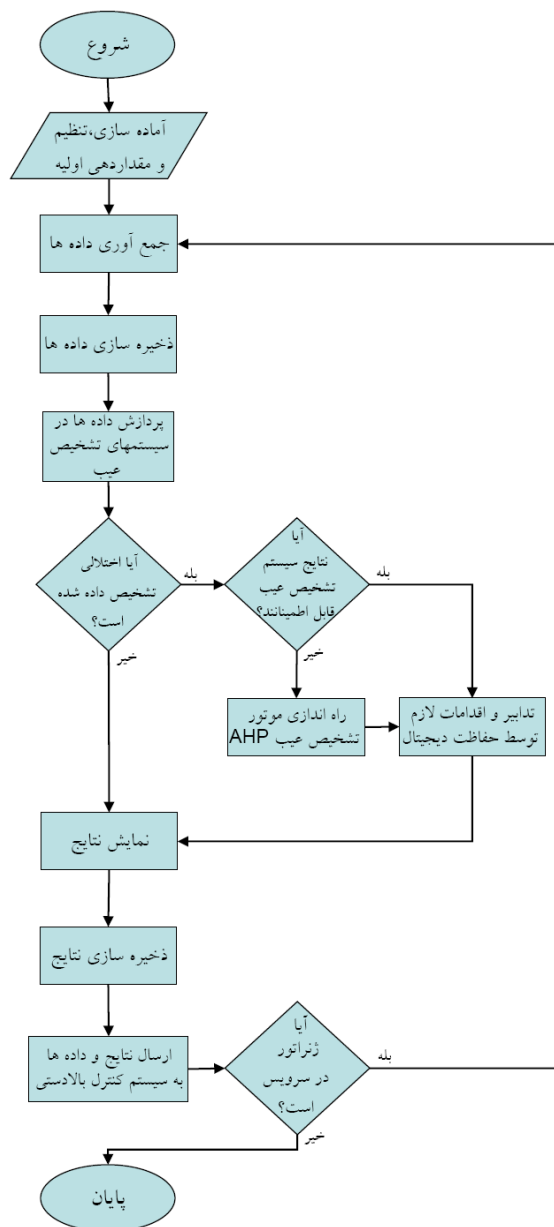 شروع
آماده سازی،تنظیم
و مقداردهی اولیه
جمع آوری داده ها
ذخیره سازی داده ها
پردازش داده ها در
سیستمهای تشخیص
عیب
آیا اختلالی
تشخیص داده شده
است؟
بله
خیر
آیا
نتایج سیستم
تشخیص عیب
قابل اطمینانند؟
بله
خیر
راه اندازی موتور
تشخیص عیب AHP
تدابیر و اقدامات لازم
توسط حفاظت دیجیتال
نمایش نتایج
ذخیره سازی نتایج
ارسال نتایج و داده ها
به سیستم کنترل بالادستی
آیا
ژنراتور
در سرویس
است؟
بله
خیر
پایان